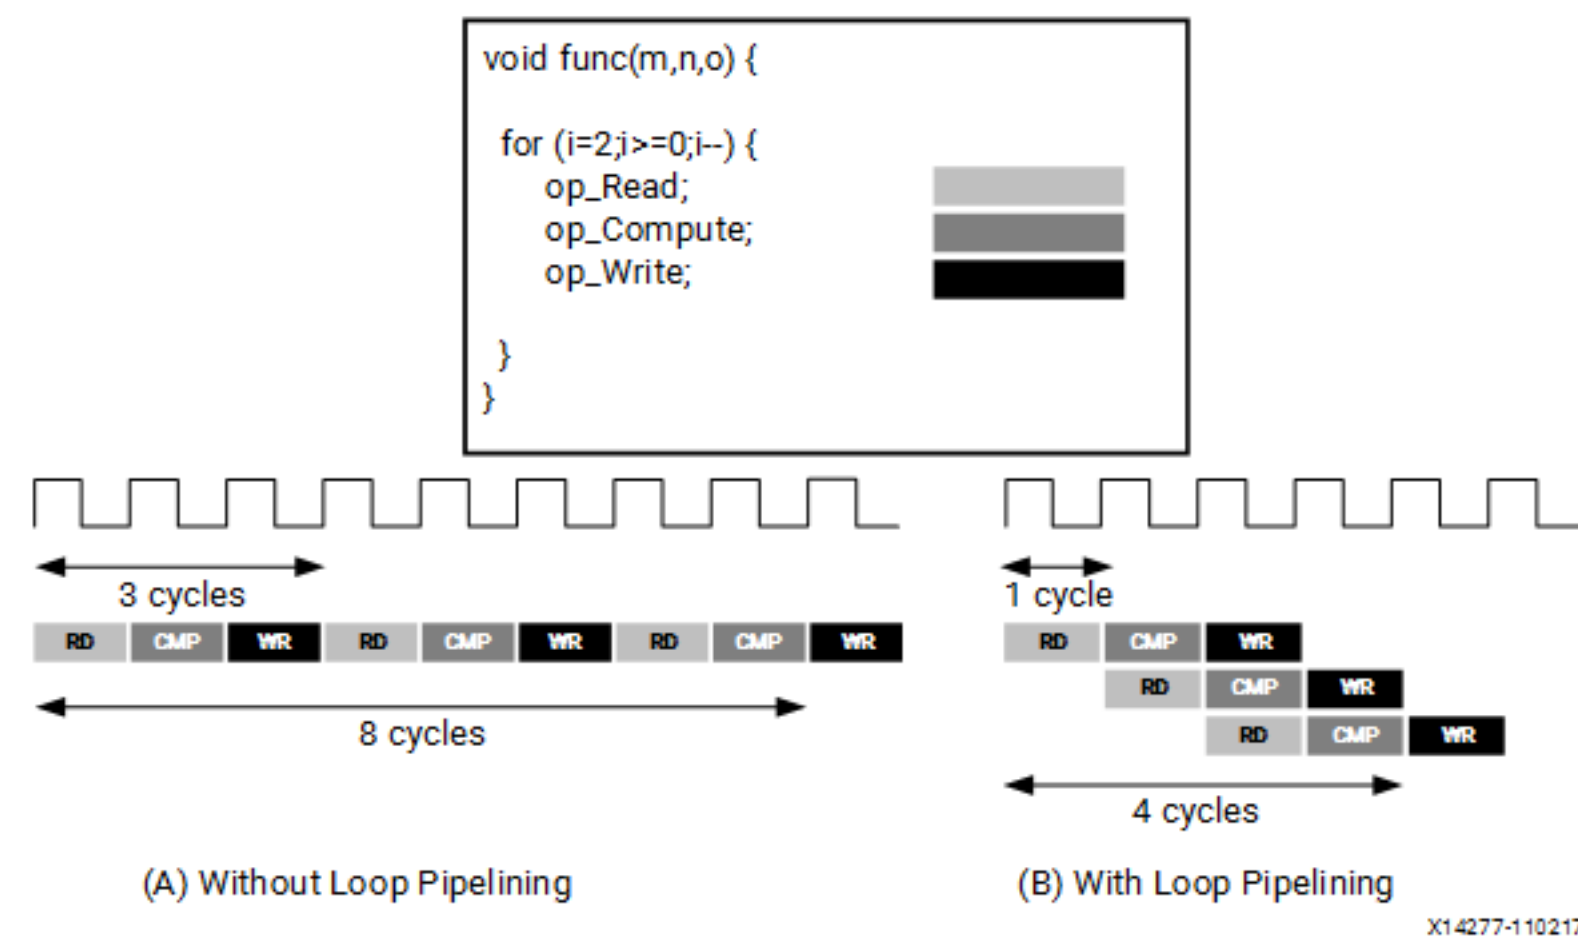 void func(m,n,o) {
for (i=2;i>=0;i--) {
op_Read;
op_Compute;
op_Write;
}
}
3 cycles
RD CMP WR RD CMP WR RD CMP WR
8 cycles
(A) Without Loop Pipelining
1 cycle
RD CMP WR
RD CMP WR
RD CMP WR
4 cycles
(B) With Loop Pipelining
X14277-110217